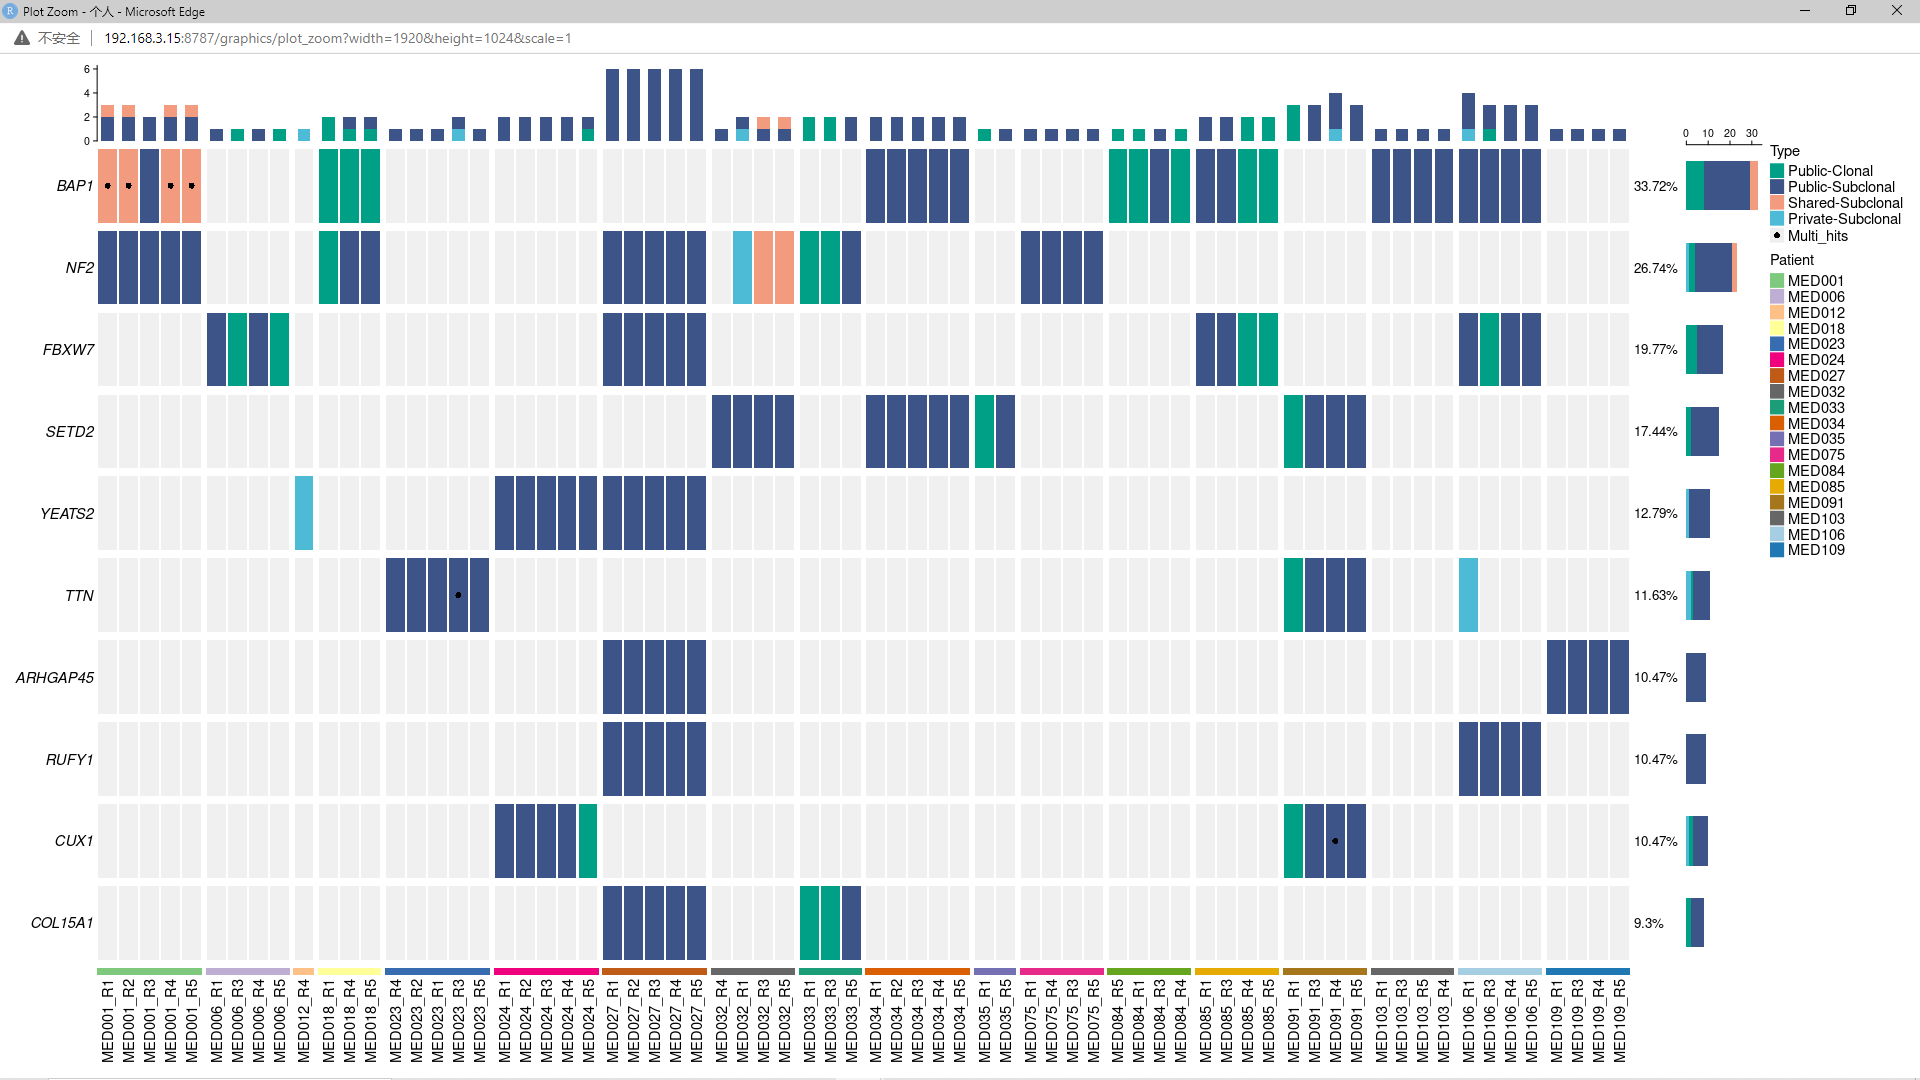 Plot Zoom - 个人 - Microsoft Edge
不安全 192.168.3.15:8787/graphics/plot_zoom?width=1920&height=1024&scale=1
6
4
2
0
0 10 20 30
BAP1 33.72%
NF2 26.74%
FBXW7 19.77%
SETD2 17.44%
YEATS2 12.79%
TTN 11.63%
ARHGAP45 10.47%
RUFY1 10.47%
CUX1 10.47%
COL15A1 9.3%
Type
Public-Clonal
Public-Subclonal
Shared-Subclonal
Private-Subclonal
Multi_hits
Patient
MED001
MED006
MED012
MED018
MED023
MED024
MED027
MED032
MED033
MED034
MED035
MED075
MED084
MED085
MED091
MED103
MED106
MED109
MED001_R1
MED001_R2
MED001_R3
MED001_R4
MED001_R5
MED006_R1
MED006_R3
MED006_R4
MED006_R5
MED012_R4
MED018_R1
MED018_R4
MED018_R5
MED023_R4
MED023_R2
MED023_R1
MED023_R3
MED023_R5
MED024_R1
MED024_R2
MED024_R3
MED024_R4
MED024_R5
MED027_R1
MED027_R2
MED027_R3
MED027_R4
MED027_R5
MED032_R4
MED032_R1
MED032_R3
MED032_R5
MED033_R1
MED033_R3
MED033_R5
MED034_R1
MED034_R2
MED034_R3
MED034_R4
MED034_R5
MED035_R1
MED035_R5
MED075_R1
MED075_R4
MED075_R3
MED075_R5
MED084_R5
MED084_R1
MED084_R3
MED084_R4
MED085_R1
MED085_R3
MED085_R4
MED085_R5
MED091_R1
MED091_R3
MED091_R4
MED091_R5
MED103_R1
MED103_R5
MED103_R3
MED103_R4
MED106_R1
MED106_R3
MED106_R4
MED106_R5
MED109_R1
MED109_R3
MED109_R4
MED109_R5